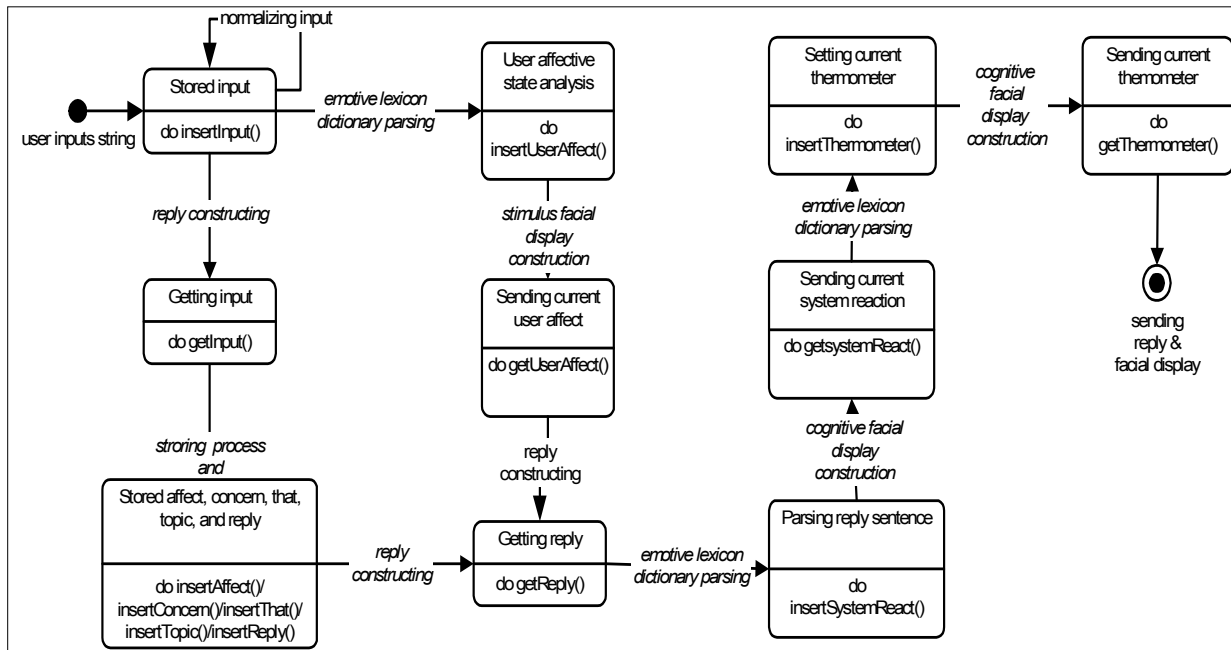 normalizing input
Stored input
do insertInput()
user inputs string
emotive lexicon
dictionary parsing
User affective
state analysis
do
insertUserAffect()
reply constructing
Getting input
do getInput()
stroring process
and
Stored affect, concern, that,
topic, and reply
do insertAffect()/
insertConcern()/insertThat()/
insertTopic()/insertReply()
stimulus facial
display
construction
Sending current
user affect
do getUserAffect()
reply
constructing
reply
constructing
Getting reply
do getReply()
emotive lexicon
dictionary parsing
Parsing reply sentence
do
insertSystemReact()
cognitive facial
display
construction
Sending current
system reaction
do getsystemReact()
emotive lexicon
dictionary parsing
Setting current
thermometer
do
insertThermometer()
cognitive
facial
display
construction
Sending current
themometer
do
getThermometer()
sending
reply &
facial display